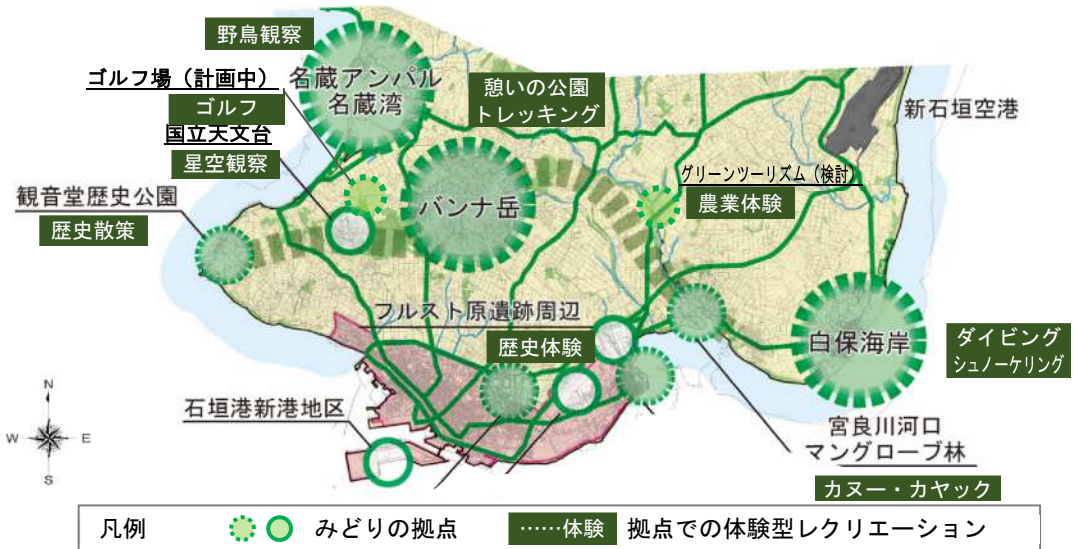 野鳥観察
ゴルフ場（計画中）
ゴルフ
国立天文台
星空観察
名蔵アンパル
名蔵湾
憩いの公園
トレッキング
新石垣空港
観音堂歴史公園
歴史散策
バンナ岳
グリーンツーリズム（検討）
農業体験
フルスト原遺跡周辺
歴史体験
白保海岸
ダイビング
シュノーケリング
石垣港新港地区
宮良川河口
マングローブ林
カヌー・カヤック
N
W
E
S
凡例
みどりの拠点
……体験
拠点での体験型レクリエーション